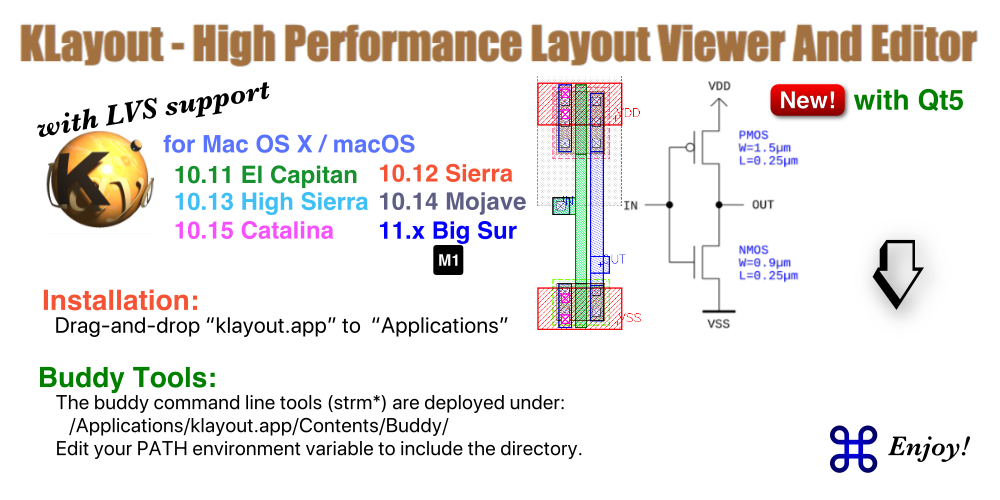 KLayout - High Performance Layout Viewer And Editor
with LVS support
for Mac OS X / macOS
10.11 El Capitan 10.12 Sierra
10.13 High Sierra 10.14 Mojave
10.15 Catalina 11.x Big Sur
M1
Installation:
Drag-and-drop “klayout.app” to “Applications”
Buddy Tools:
The buddy command line tools (strm*) are deployed under:
/Applications/klayout.app/Contents/Buddy/
Edit your PATH environment variable to include the directory.
VDD
VSS
VDD
PMOS
W=1.5µm
L=0.25µm
IN
OUT
NMOS
W=0.9µm
L=0.25µm
VSS
New! with Qt5
Enjoy!